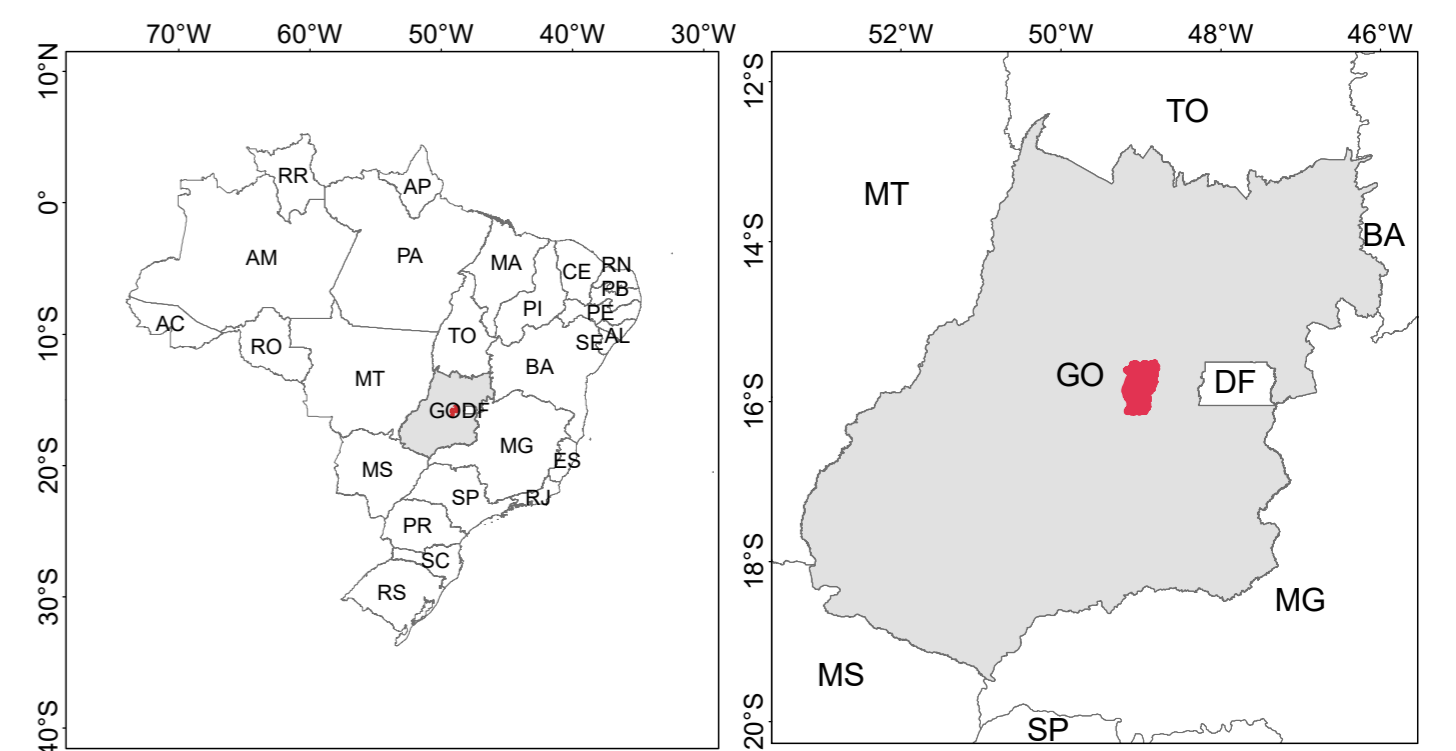 70°W 60°W 50°W 40°W 30°W
10°N
0°
10°S
20°S
30°S
40°S
RR
AP
AM
PA
MA
CE
RN
PB
PI
PE
AC
TO
AL
SE
RO
BA
MT
GO
DF
MG
ES
MS
SP
RJ
PR
SC
RS
52°W 50°W 48°W 46°W
12°S
14°S
16°S
18°S
20°S
TO
MT
BA
GO
DF
MG
MS
SP